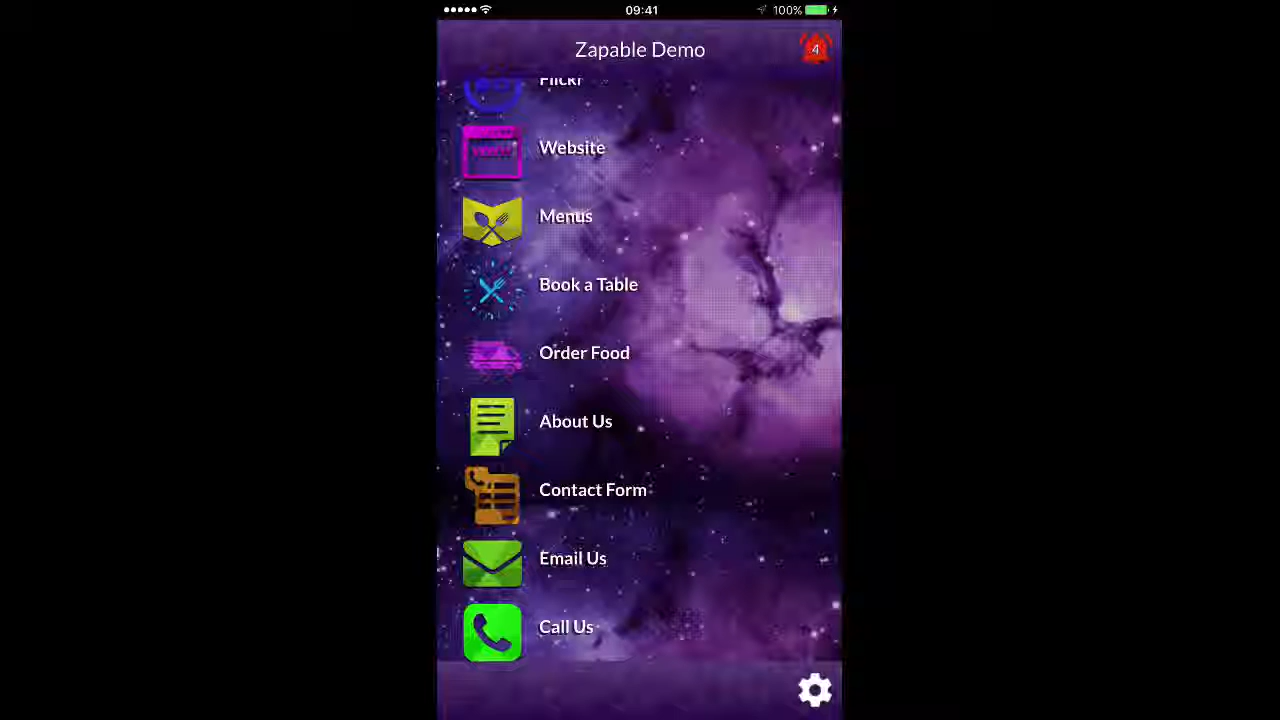 09:41
100%
Zapable Demo
4
Flickr
Website
Menus
Book a Table
Order Food
About Us
Contact Form
Email Us
Call Us